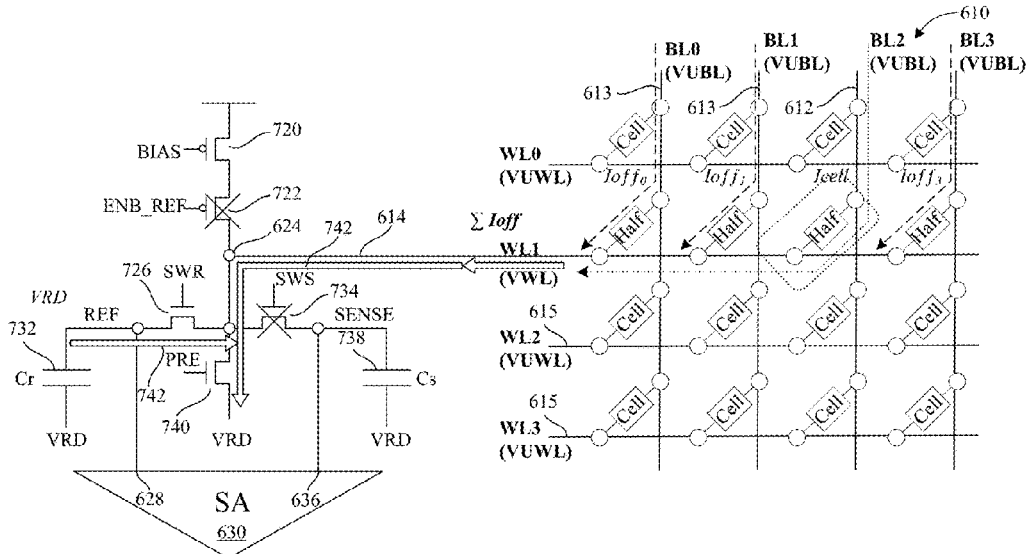 610
BL0
(VUBL)
BL1
(VUBL)
BL2
(VUBL)
BL3
(VUBL)
613
613
612
720
BIAS
Cell
Cell
Cell
Cell
WL0
(VUWL)
Ioff0
Ioff1
Icell
Ioff3
ENB_REF
722
624
742
614
∑ Ioff
WL1
(VWL)
Half
Half
Half
Half
726
SWR
SWS
734
VRD
REF
SENSE
732
738
615
WL2
(VUWL)
Cell
Cell
Cell
Cell
PRE
Cr
742
740
Cs
VRD
VRD
VRD
615
WL3
(VUWL)
Cell
Cell
Cell
Cell
628
SA
636
630